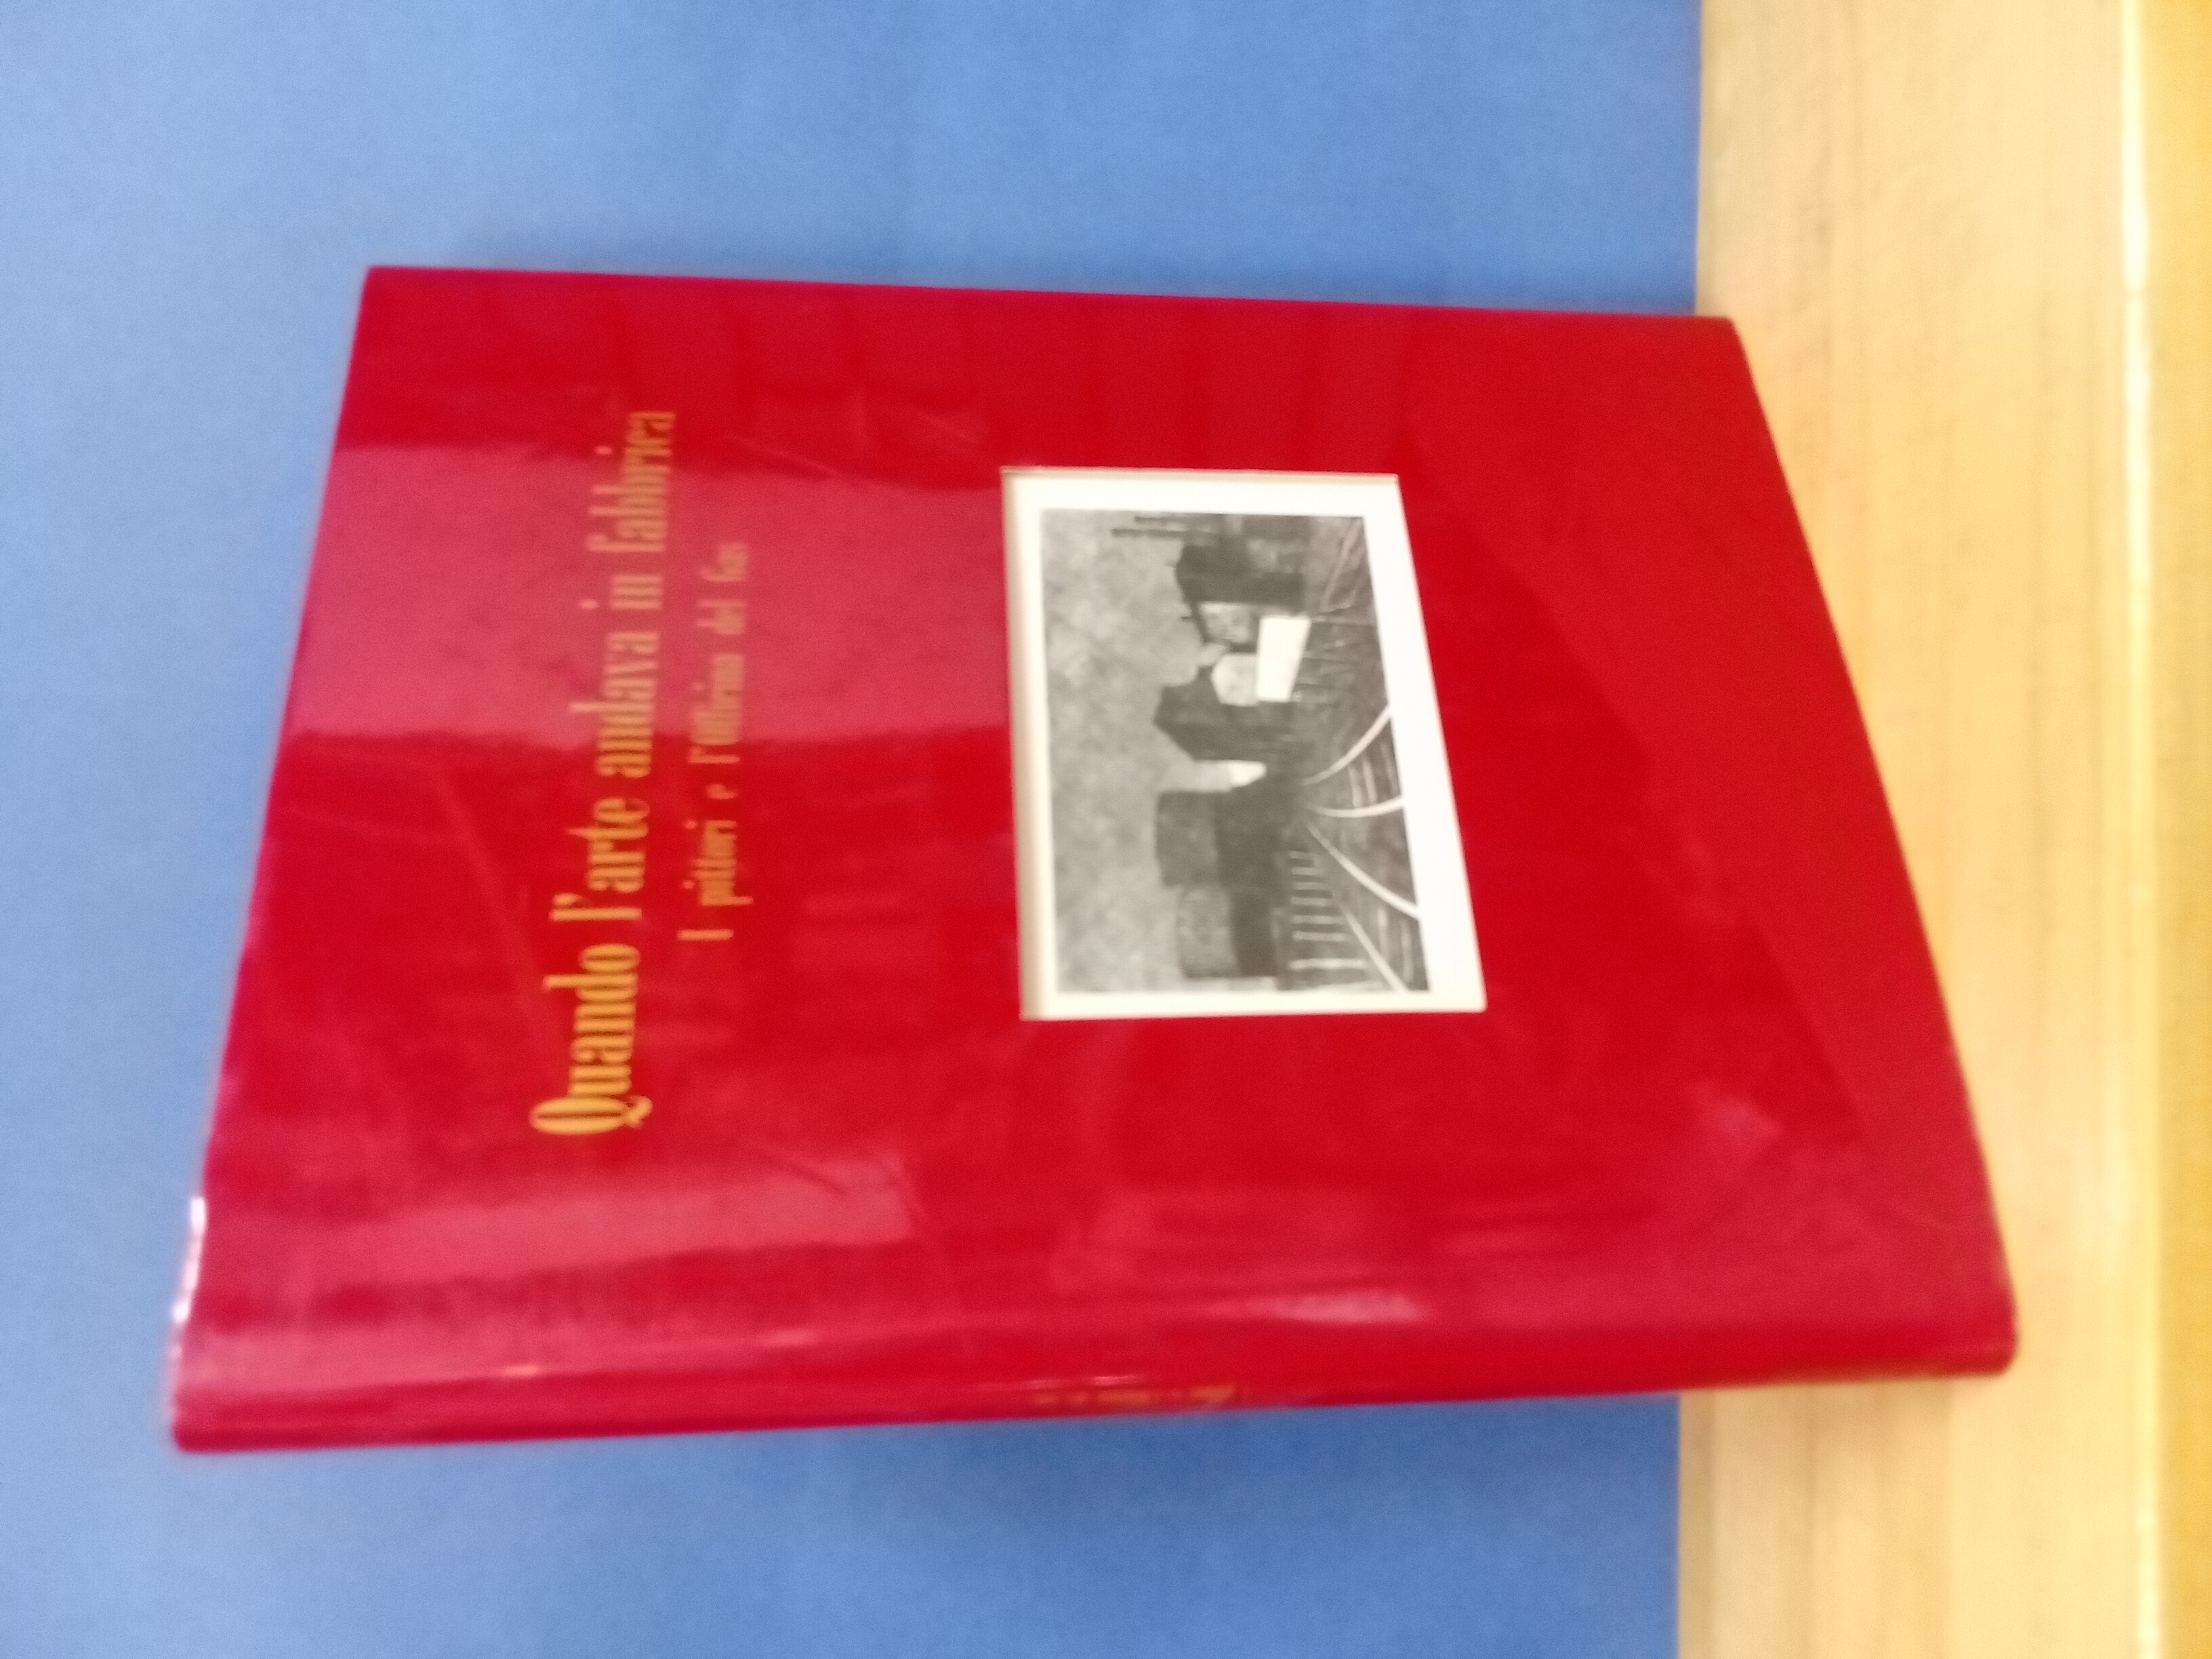 Quando l'arte andava in fabbrica
I pittori e l'Officina del Gas